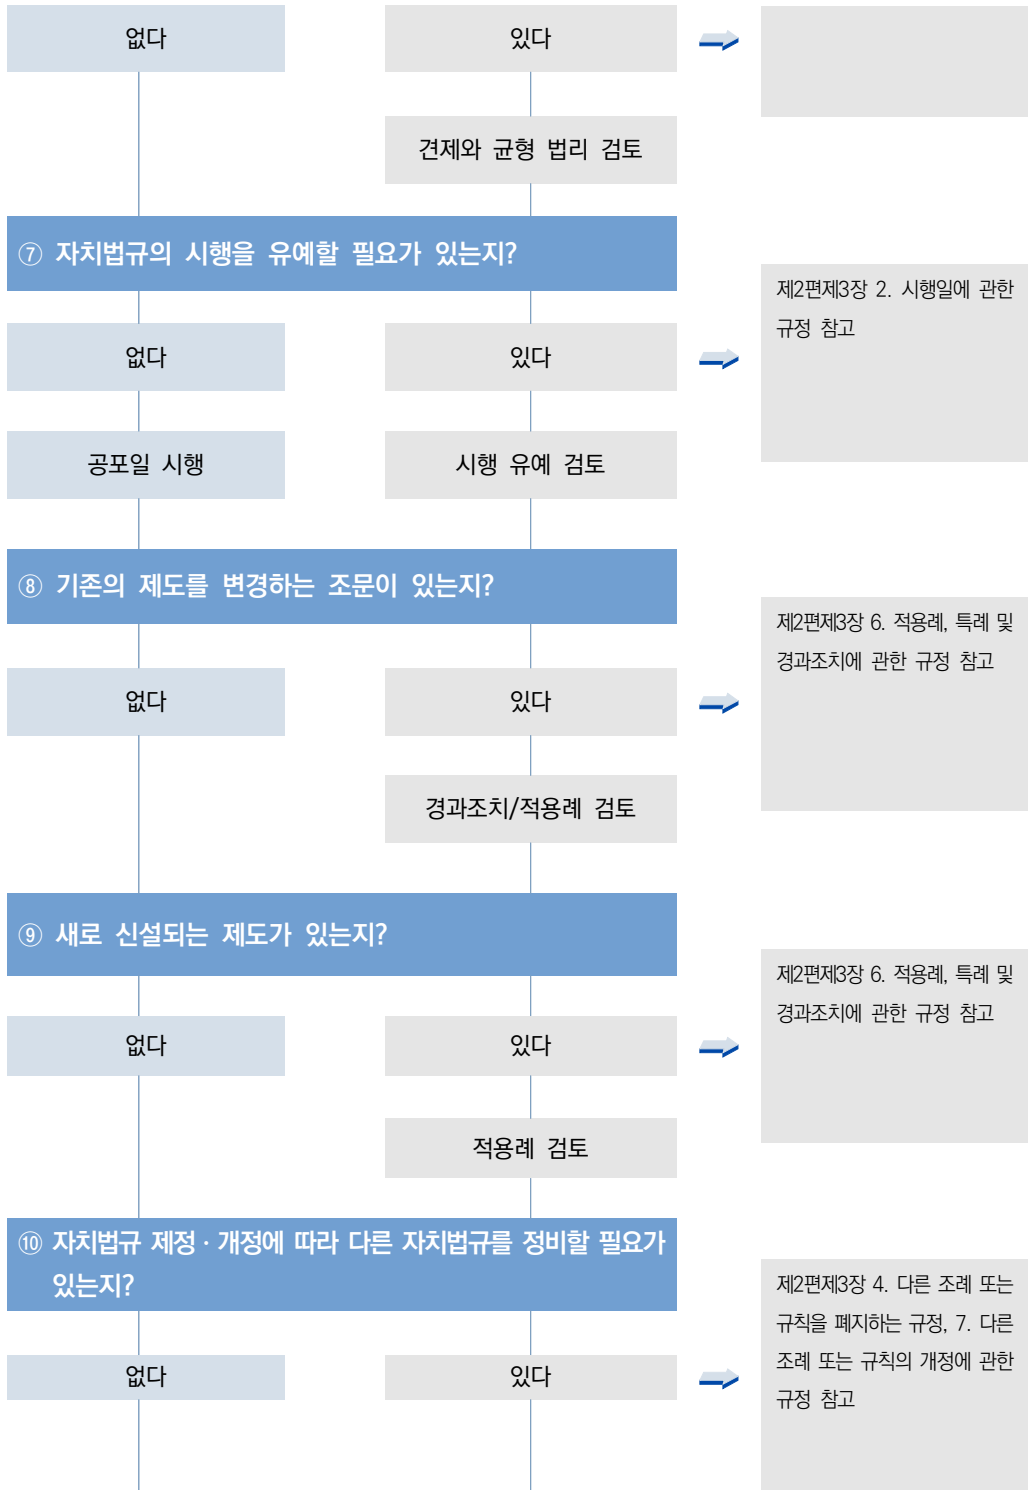 없다
있다
견제와 균형 법리 검토
⑦ 자치법규의 시행을 유예할 필요가 있는지?
없다
있다
제2편제3장 2. 시행일에 관한
규정 참고
공포일 시행
시행 유예 검토
⑧ 기존의 제도를 변경하는 조문이 있는지?
없다
있다
제2편제3장 6. 적용례, 특례 및
경과조치에 관한 규정 참고
경과조치/적용례 검토
⑨ 새로 신설되는 제도가 있는지?
없다
있다
제2편제3장 6. 적용례, 특례 및
경과조치에 관한 규정 참고
적용례 검토
⑩ 자치법규 제정 · 개정에 따라 다른 자치법규를 정비할 필요가
있는지?
없다
있다
제2편제3장 4. 다른 조례 또는
규칙을 폐지하는 규정, 7. 다른
조례 또는 규칙의 개정에 관한
규정 참고